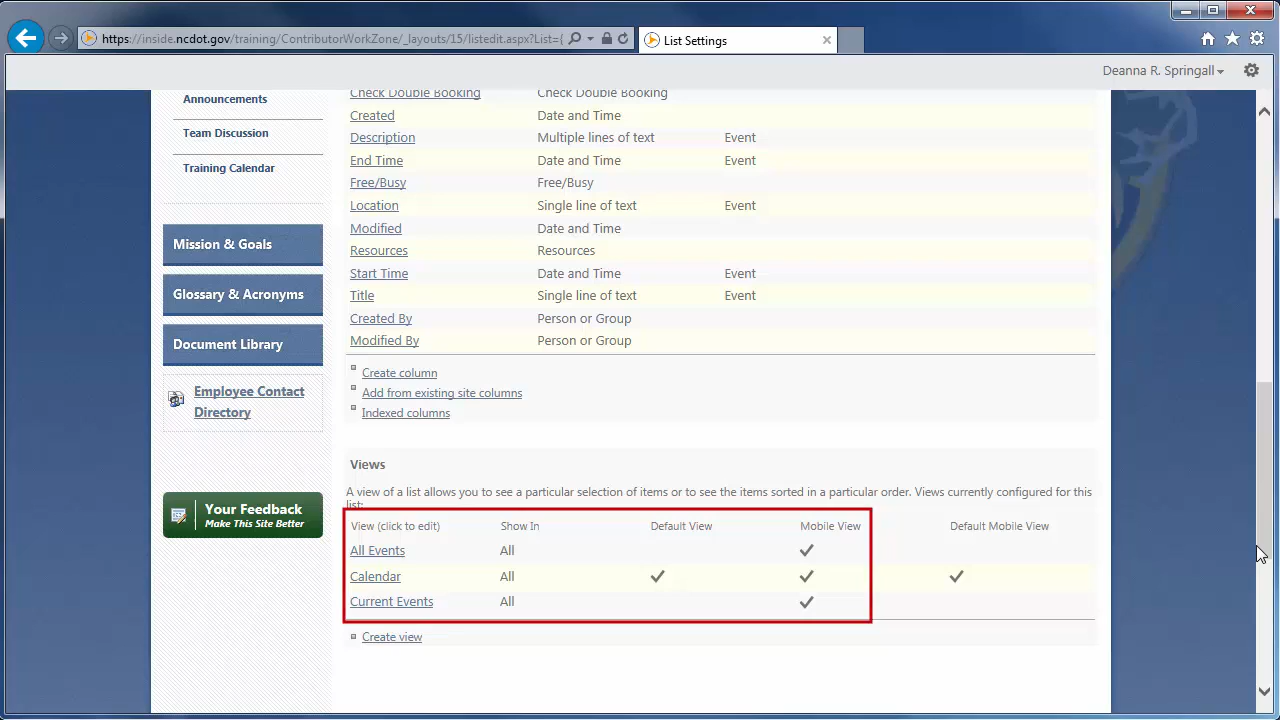 https://inside.ncdot.gov/training/ContributorWorkZone/_layouts/15/listedit.aspx?List={
List Settings
Deanna R. Springall
Announcements
Team Discussion
Training Calendar
Mission & Goals
Glossary & Acronyms
Document Library
Employee Contact
Directory
Your Feedback
Make This Site Better
Check Double Booking Check Double Booking
Created Date and Time
Description Multiple lines of text Event
End Time Date and Time Event
Free/Busy Free/Busy
Location Single line of text Event
Modified Date and Time
Resources Resources
Start Time Date and Time Event
Title Single line of text Event
Created By Person or Group
Modified By Person or Group
Create column
Add from existing site columns
Indexed columns
Views
A view of a list allows you to see a particular selection of items or to see the items sorted in a particular order. Views currently configured for this
list:
View (click to edit) Show In Default View Mobile View Default Mobile View
All Events All
Calendar All
Current Events All
Create view